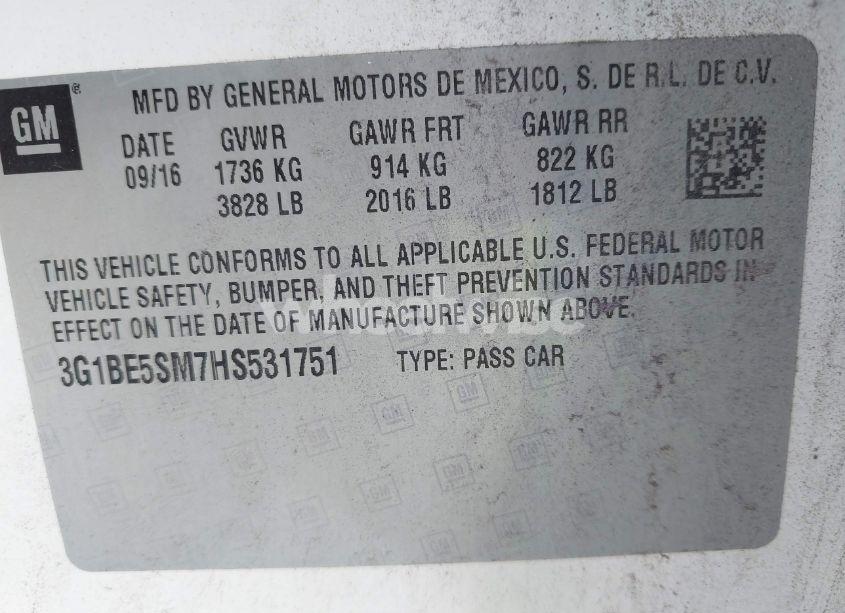 GM ®
MFD BY GENERAL MOTORS DE MEXICO, S. DE R.L. DE C.V.
DATE GVWR GAWR FRT GAWR RR
09/16 1736 KG 914 KG 822 KG
3828 LB 2016 LB 1812 LB
THIS VEHICLE CONFORMS TO ALL APPLICABLE U.S. FEDERAL MOTOR
VEHICLE SAFETY, BUMPER, AND THEFT PREVENTION STANDARDS IN
EFFECT ON THE DATE OF MANUFACTURE SHOWN ABOVE.
3G1BE5SM7HS531751 TYPE: PASS CAR